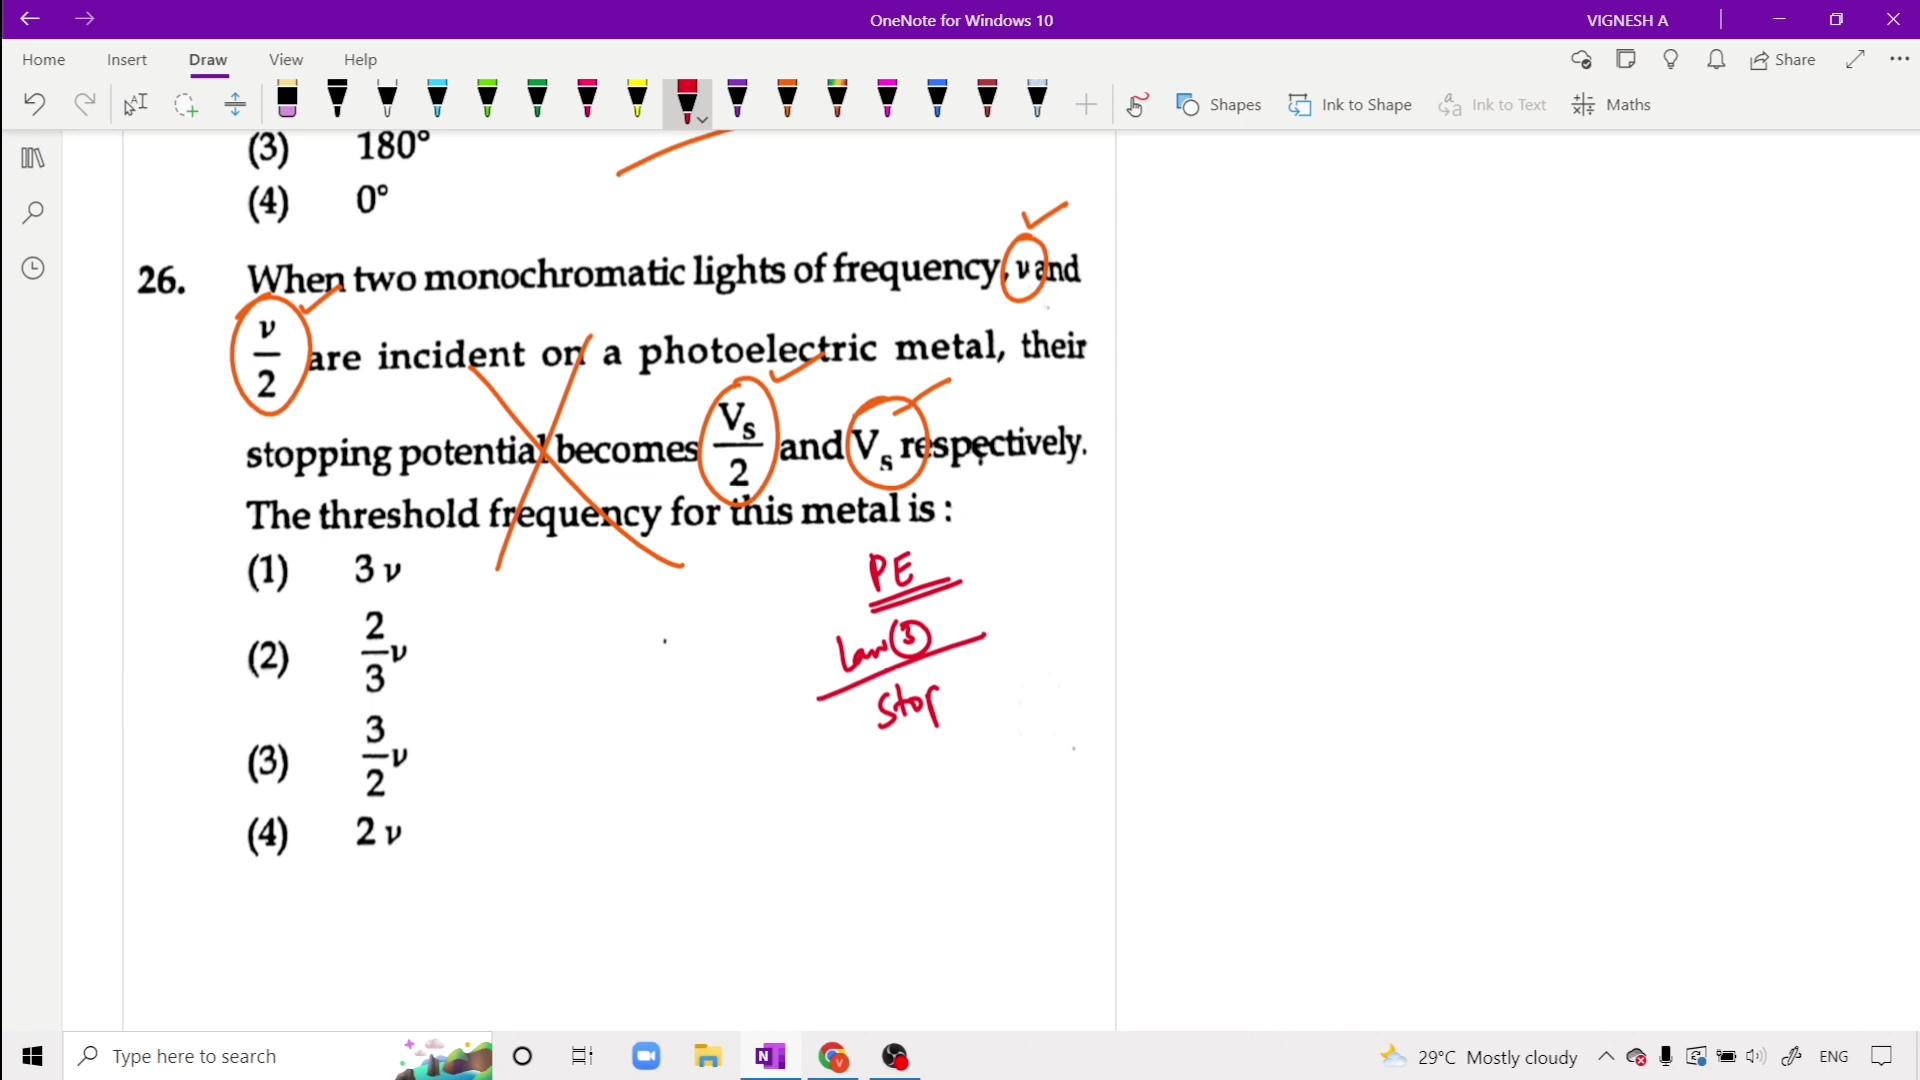 OneNote for Windows 10
VIGNESH A
Home Insert Draw View Help
Share
Shapes Ink to Shape Ink to Text Maths
(3) 180°
(4) 0°
26. When two monochromatic lights of frequency, ν and
ν/2 are incident on a photoelectric metal, their
stopping potential becomes Vs/2 and Vs respectively.
The threshold frequency for this metal is :
(1) 3 ν
(2) 2/3 ν
(3) 3/2 ν
(4) 2 ν
PE
Law ③
Stop
Type here to search
29°C Mostly cloudy
ENG